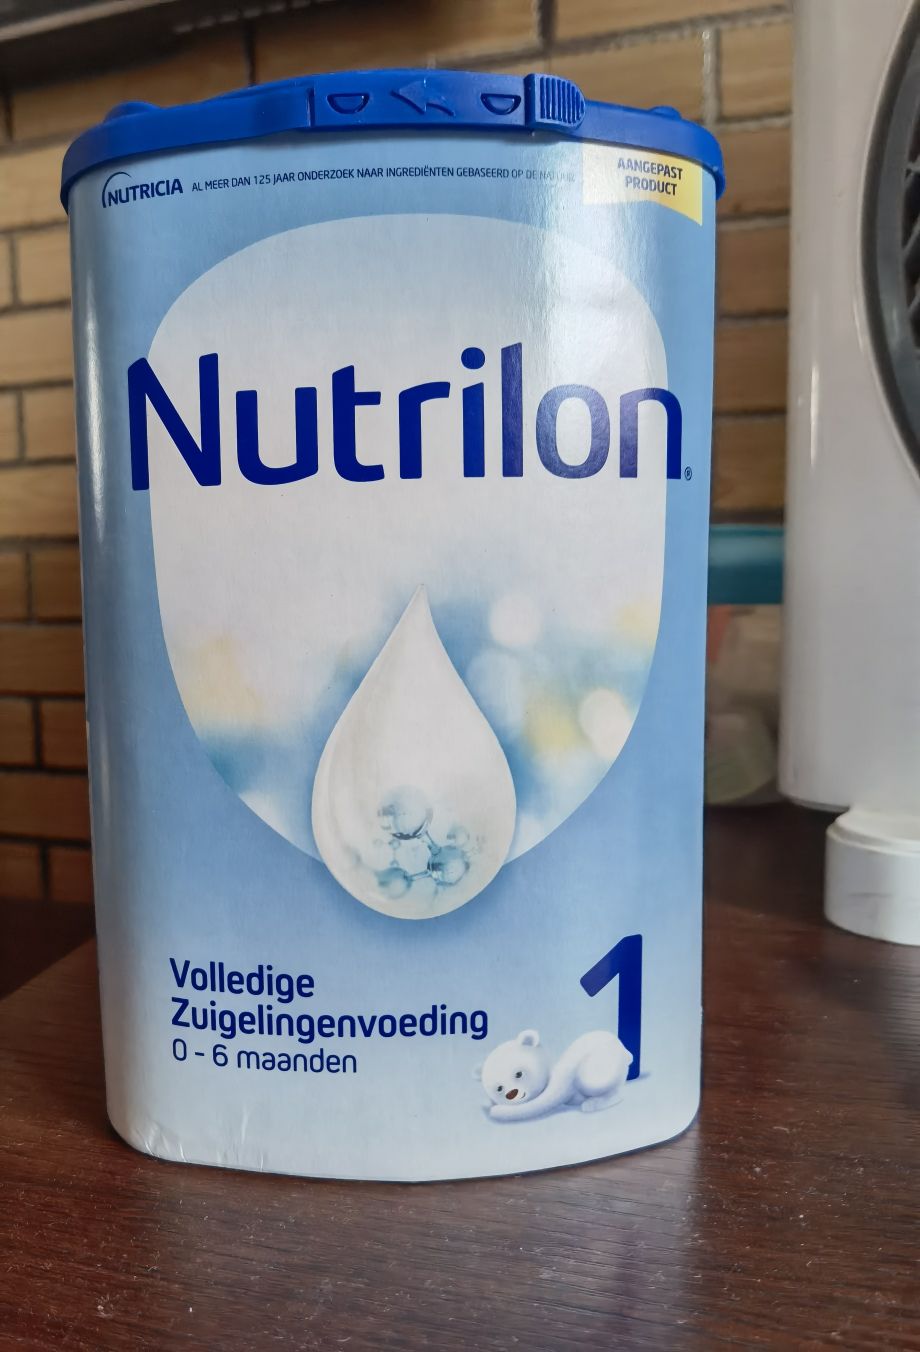 NUTRICIA AL MEER DAN 125 JAAR ONDERZOEK NAAR INGREDIËNTEN GEBASEERD OP DE NATUUR
AANGEPAST
PRODUCT
Nutrilon®
Volledige
Zuigelingenvoeding
0 - 6 maanden
1